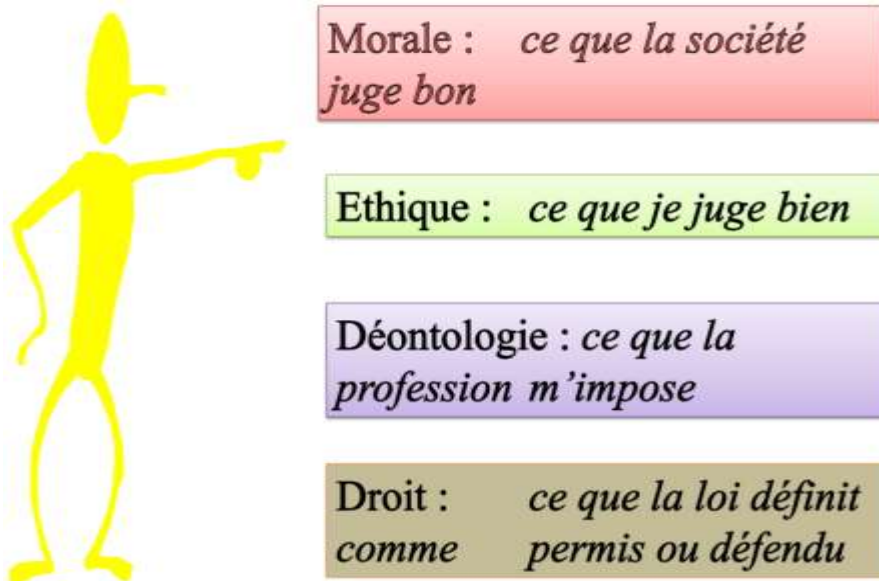 Morale : ce que la société
juge bon
Ethique : ce que je juge bien
Déontologie : ce que la
profession m’impose
Droit : ce que la loi définit
comme permis ou défendu